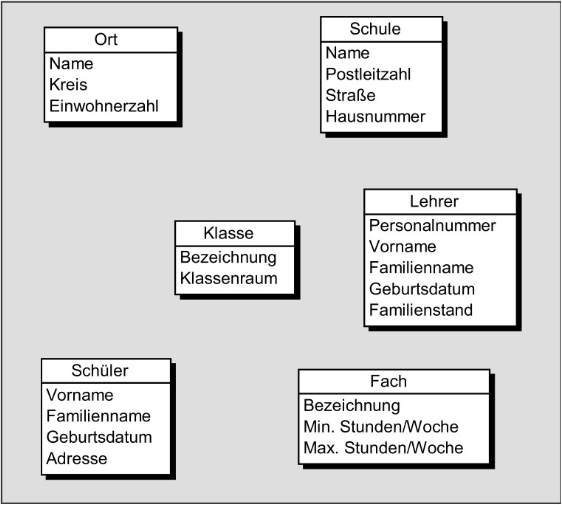 Ort
Name
Kreis
Einwohnerzahl
Schule
Name
Postleitzahl
Straße
Hausnummer
Klasse
Bezeichnung
Klassenraum
Lehrer
Personalnummer
Vorname
Familienname
Geburtsdatum
Familienstand
Schüler
Vorname
Familienname
Geburtsdatum
Adresse
Fach
Bezeichnung
Min. Stunden/Woche
Max. Stunden/Woche